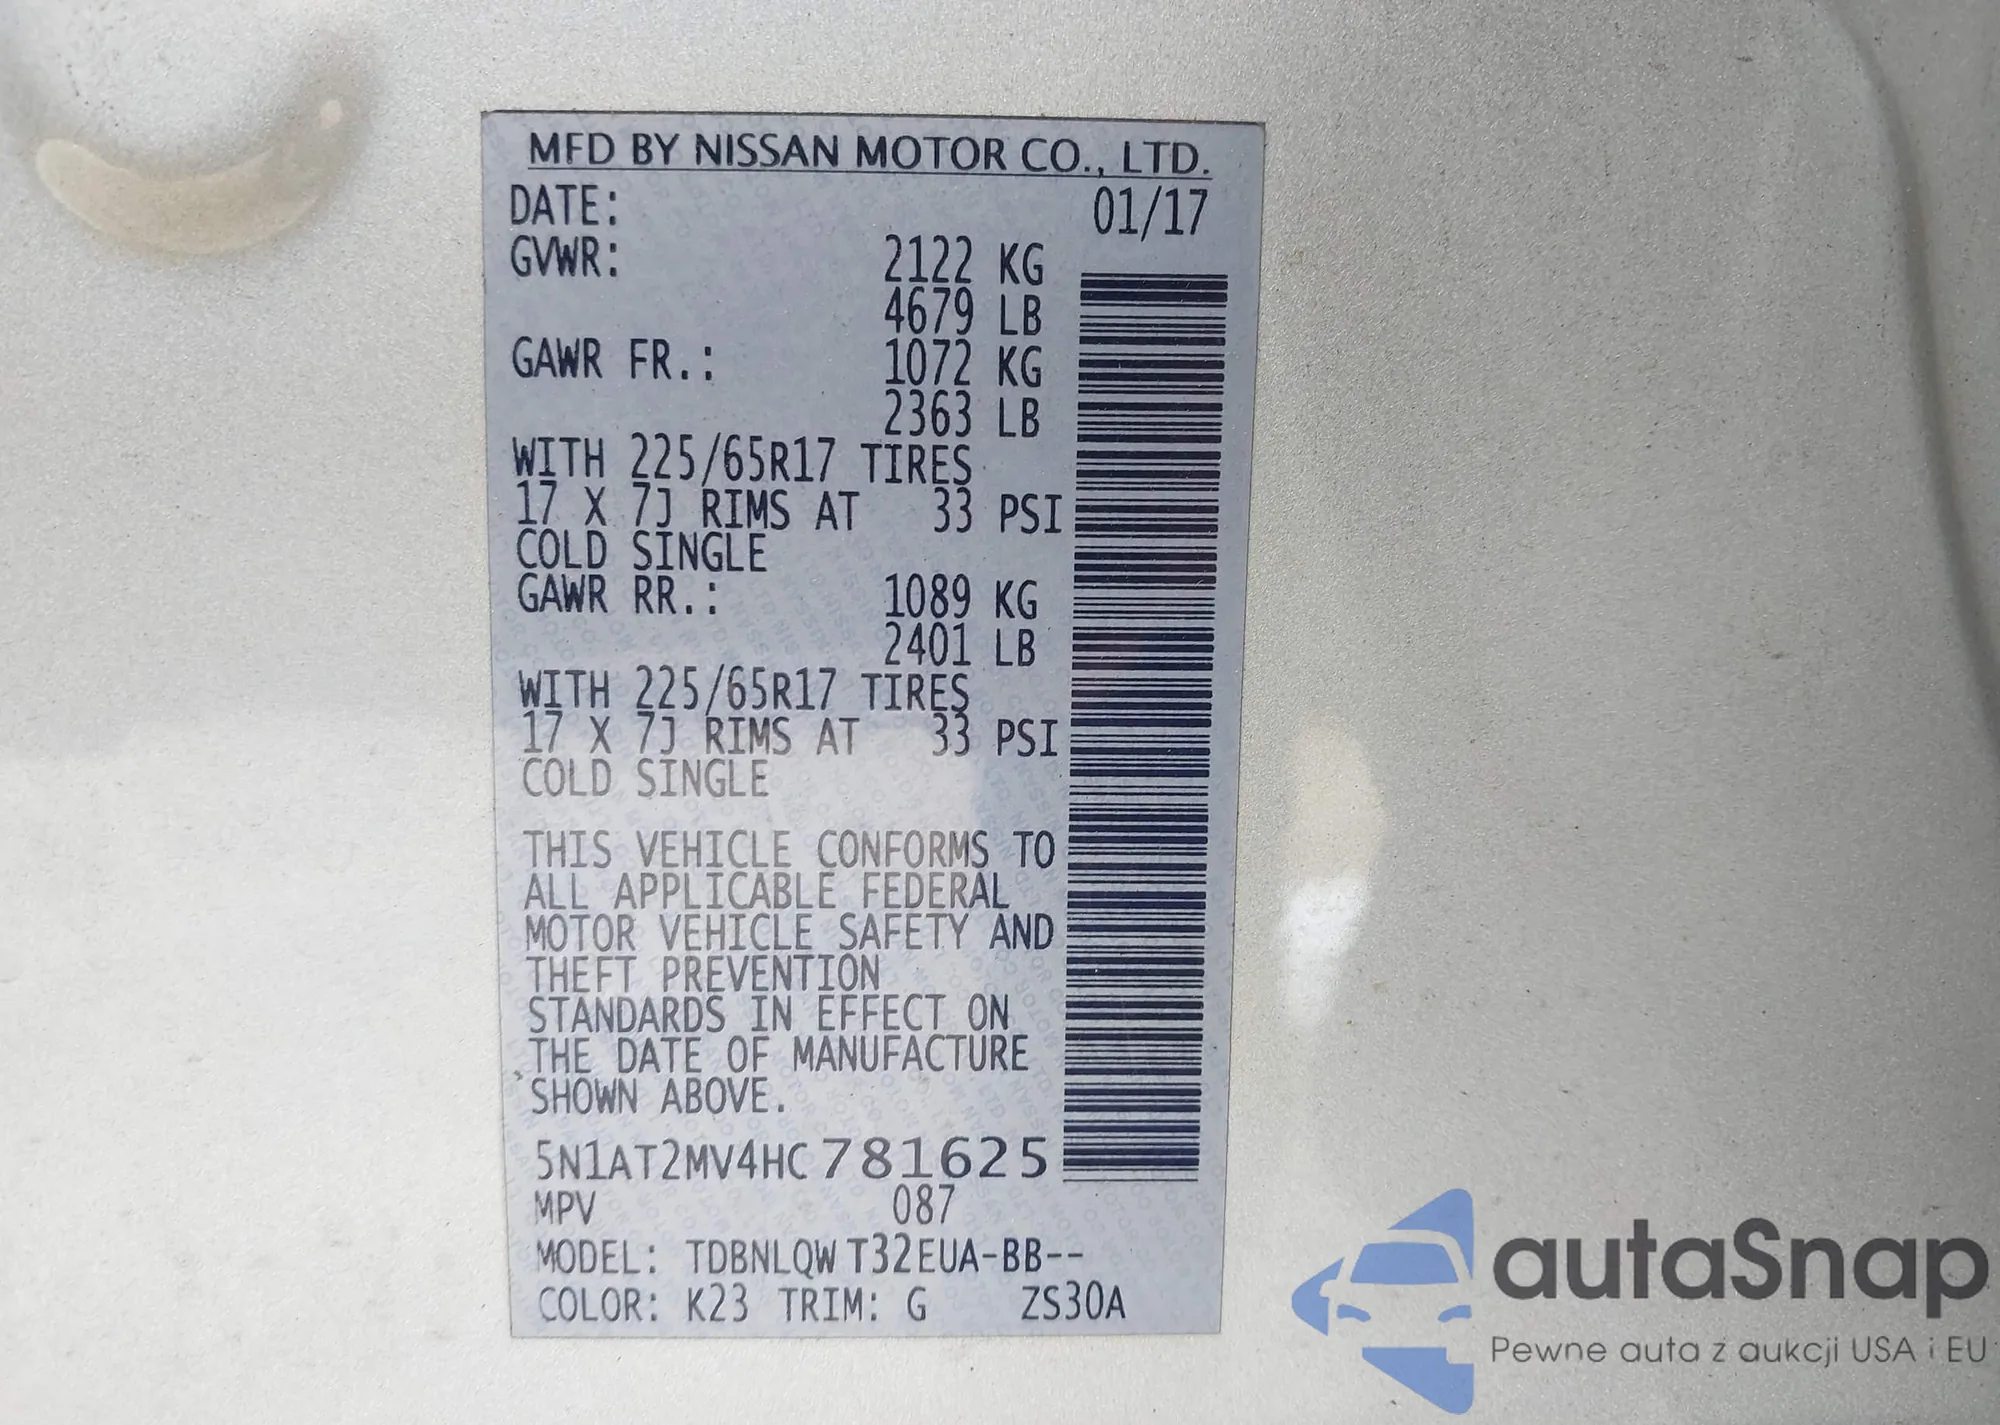 MFD BY NISSAN MOTOR CO., LTD.
DATE: 01/17
GVWR: 2122 KG
4679 LB
GAWR FR.: 1072 KG
2363 LB
WITH 225/65R17 TIRES
17 X 7J RIMS AT 33 PSI
COLD SINGLE
GAWR RR.: 1089 KG
2401 LB
WITH 225/65R17 TIRES
17 X 7J RIMS AT 33 PSI
COLD SINGLE
THIS VEHICLE CONFORMS TO
ALL APPLICABLE FEDERAL
MOTOR VEHICLE SAFETY AND
THEFT PREVENTION
STANDARDS IN EFFECT ON
THE DATE OF MANUFACTURE
SHOWN ABOVE.
5N1AT2MV4HC781625
MPV 087
MODEL: TDBNLQW T32EUA-BB--
COLOR: K23 TRIM: G ZS30A
autaSnap
Pewne auta z aukcji USA i EU